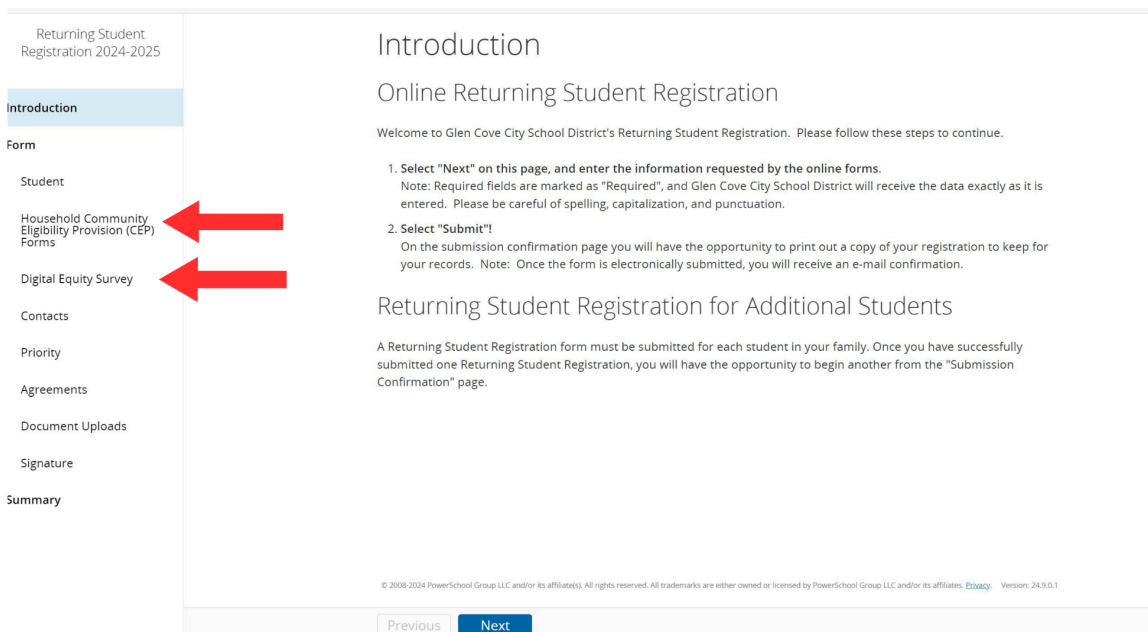 Returning Student
Registration 2024-2025
Introduction
Form
Student
Household Community
Eligibility Provision (CEP)
Forms
Digital Equity Survey
Contacts
Priority
Agreements
Document Uploads
Signature
Summary
Introduction
Online Returning Student Registration
Welcome to Glen Cove City School District's Returning Student Registration. Please follow these steps to continue.
1. Select "Next" on this page, and enter the information requested by the online forms.
Note: Required fields are marked as "Required", and Glen Cove City School District will receive the data exactly as it is
entered. Please be careful of spelling, capitalization, and punctuation.
2. Select "Submit"!
On the submission confirmation page you will have the opportunity to print out a copy of your registration to keep for
your records. Note: Once the form is electronically submitted, you will receive an e-mail confirmation.
Returning Student Registration for Additional Students
A Returning Student Registration form must be submitted for each student in your family. Once you have successfully
submitted one Returning Student Registration, you will have the opportunity to begin another from the "Submission
Confirmation" page.
© 2008-2024 PowerSchool Group LLC and/or its affiliate(s). All rights reserved. All trademarks are either owned or licensed by PowerSchool Group LLC and/or its affiliates. Privacy. Version: 24.9.0.1
Previous Next